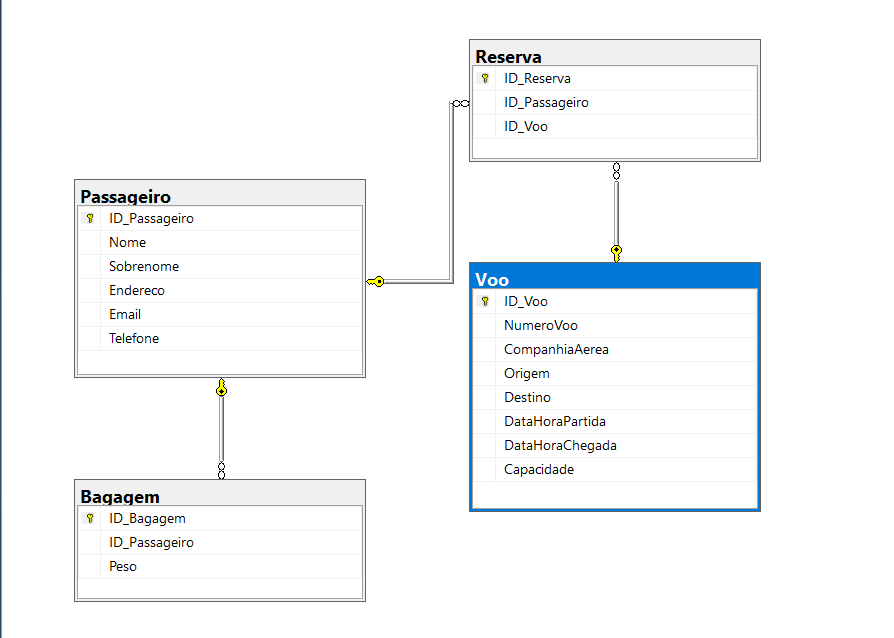 Reserva
ID_Reserva
ID_Passageiro
ID_Voo
Passageiro
ID_Passageiro
Nome
Sobrenome
Endereco
Email
Telefone
Voo
ID_Voo
NumeroVoo
CompanhiaAerea
Origem
Destino
DataHoraPartida
DataHoraChegada
Capacidade
Bagagem
ID_Bagagem
ID_Passageiro
Peso